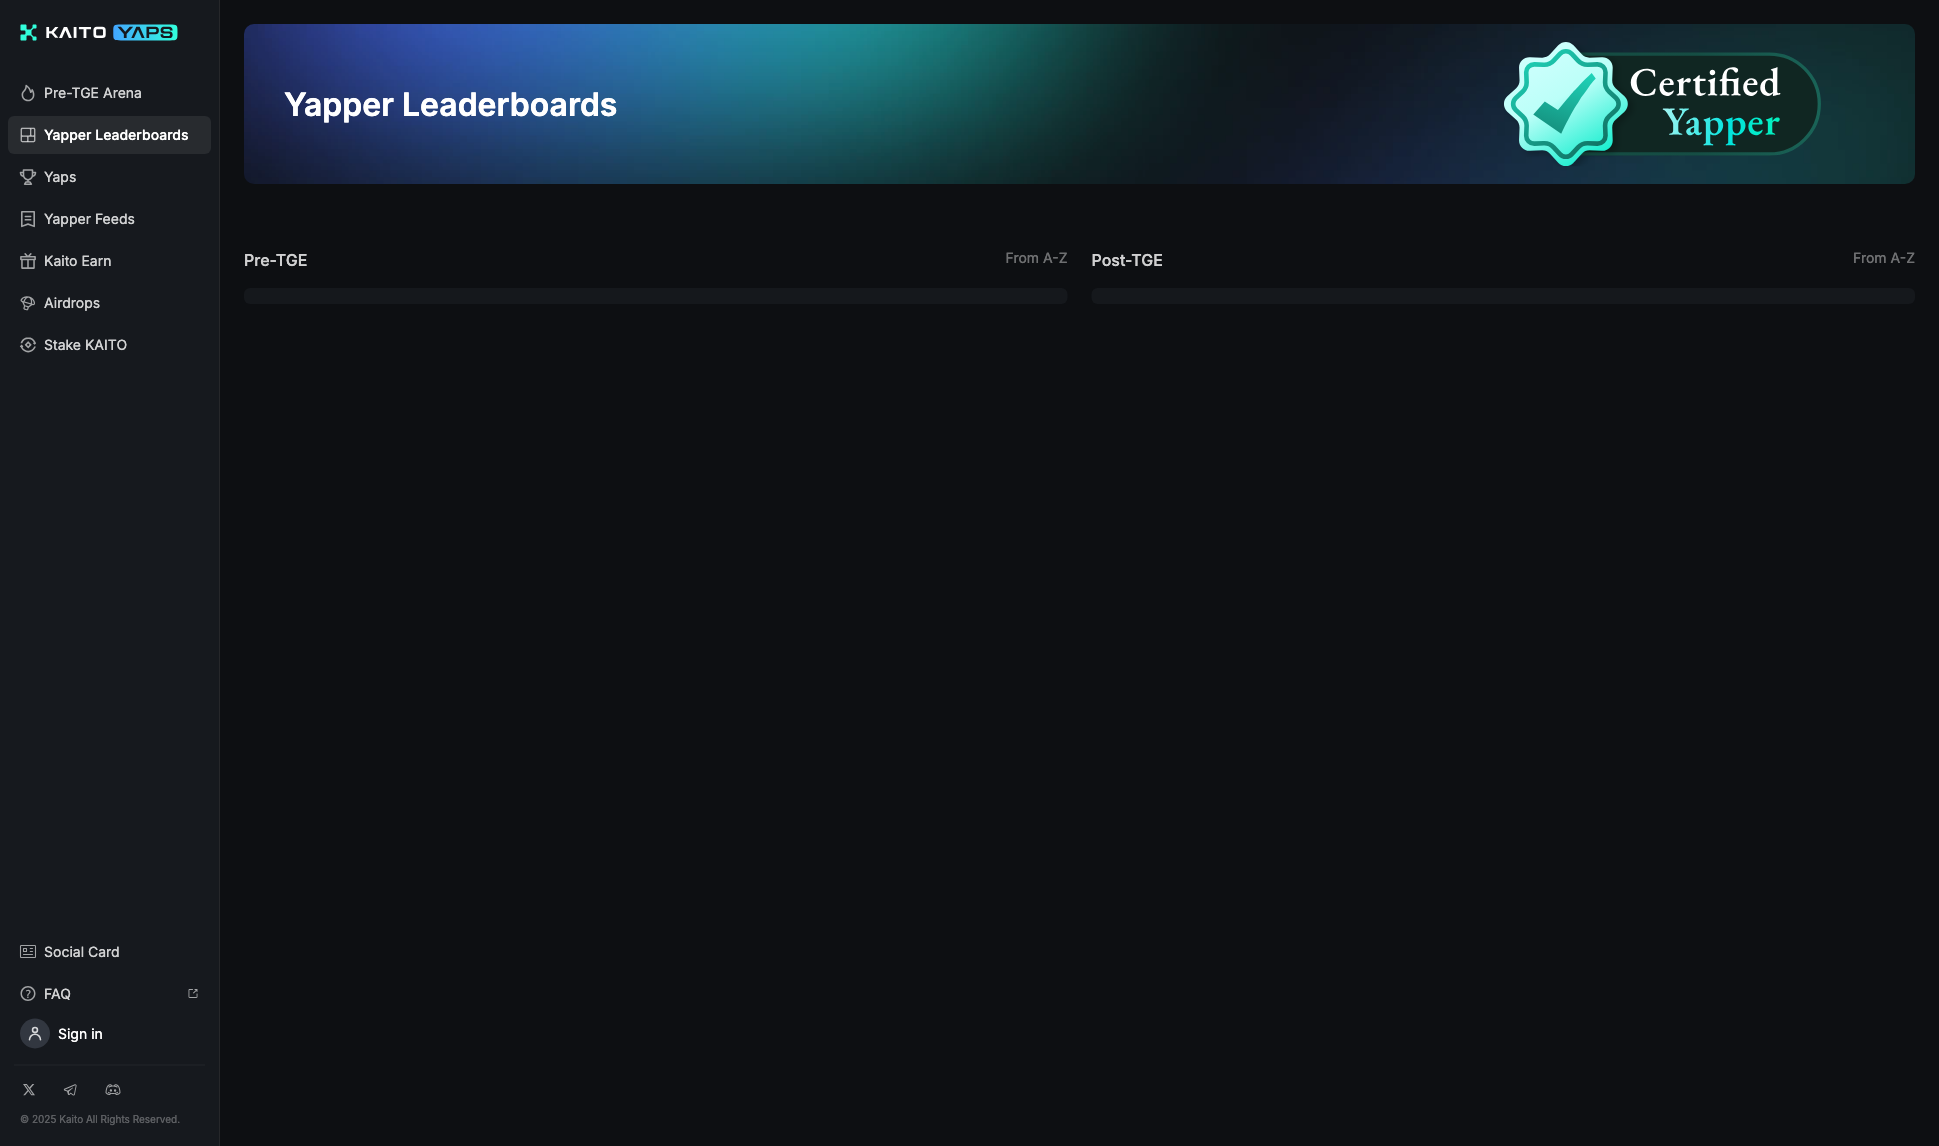 KAITO YAPS
Pre-TGE Arena
Yapper Leaderboards
Yaps
Yapper Feeds
Kaito Earn
Airdrops
Stake KAITO
Social Card
FAQ
Sign in
© 2025 Kaito All Rights Reserved.
Yapper Leaderboards
Certified
Yapper
Pre-TGE
From A-Z
Post-TGE
From A-Z